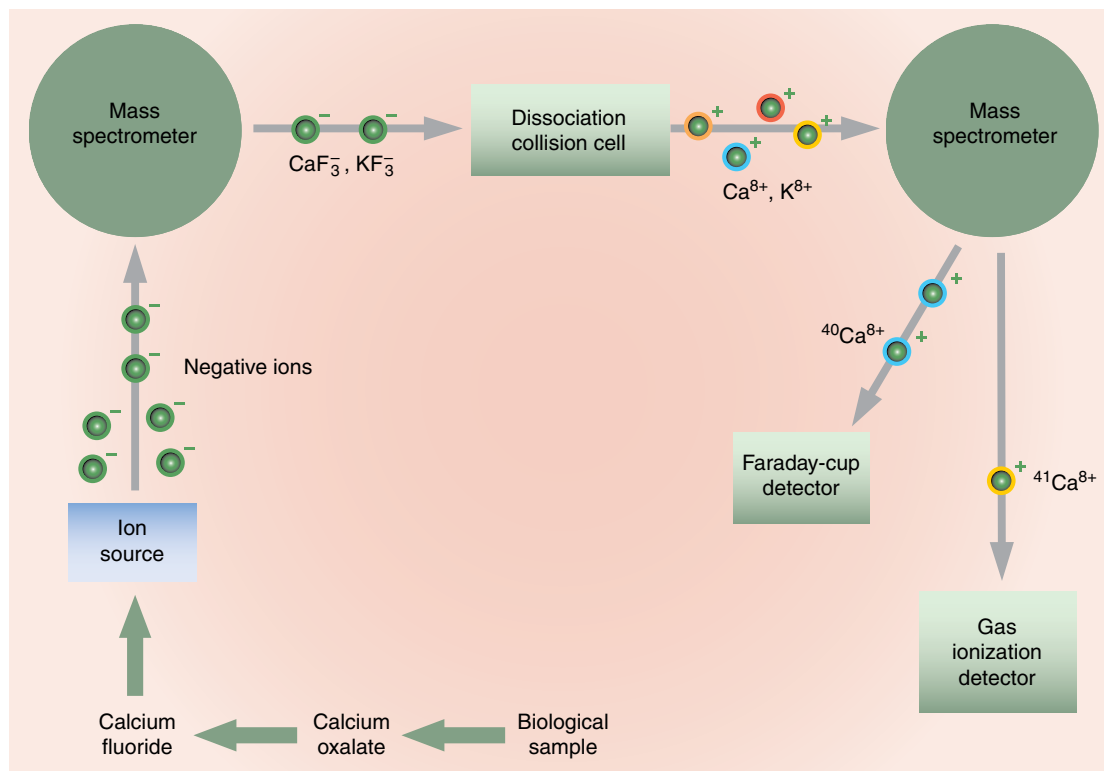 Mass
spectrometer
CaF₃⁻, KF₃⁻
Dissociation
collision cell
Ca⁸⁺, K⁸⁺
Mass
spectrometer
Negative ions
Ion
source
Calcium
fluoride
Calcium
oxalate
Biological
sample
⁴⁰Ca⁸⁺
Faraday-cup
detector
⁴¹Ca⁸⁺
Gas
ionization
detector